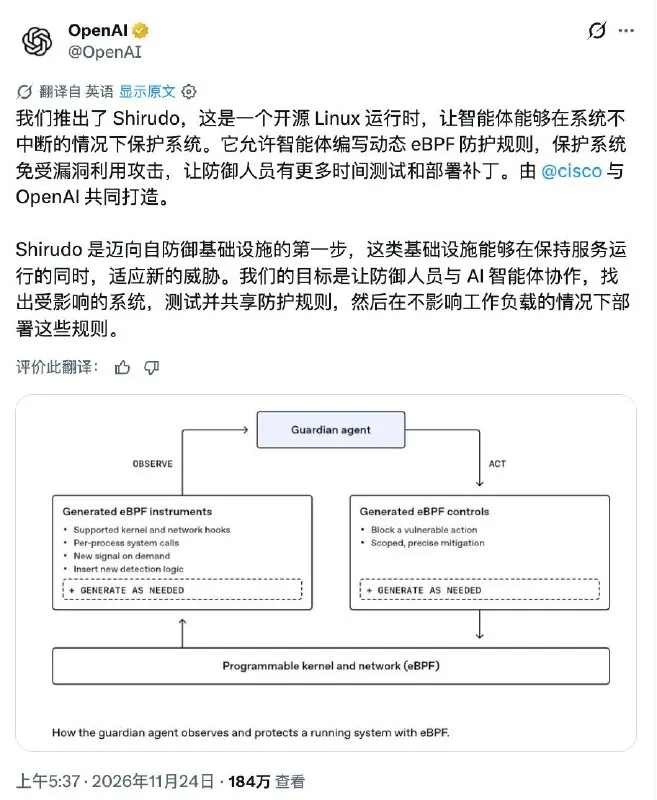 OpenAI
@OpenAI
翻译自 英语 显示原文
我们推出了 Shirudo，这是一个开源 Linux 运行时，让智能体能够在系统不
中断的情况下保护系统。它允许智能体编写动态 eBPF 防护规则，保护系统
免受漏洞利用攻击，让防御人员有更多时间测试和部署补丁。由 @cisco 与
OpenAI 共同打造。
Shirudo 是迈向自防御基础设施的第一步，这类基础设施能够在保持服务运
行的同时，适应新的威胁。我们的目标是让防御人员与 AI 智能体协作，找
出受影响的系统，测试并共享防护规则，然后在不影响工作负载的情况下部
署这些规则。
评价此翻译：
Guardian agent
OBSERVE
ACT
Generated eBPF instruments
• Supported kernel and network hooks
• Per-process system calls
• New signal on demand
• Insert new detection logic
+ GENERATE AS NEEDED
Generated eBPF controls
• Block a vulnerable action
• Scoped, precise mitigation
+ GENERATE AS NEEDED
Programmable kernel and network (eBPF)
How the guardian agent observes and protects a running system with eBPF.
上午5:37 · 2026年11月24日 · 184万 查看